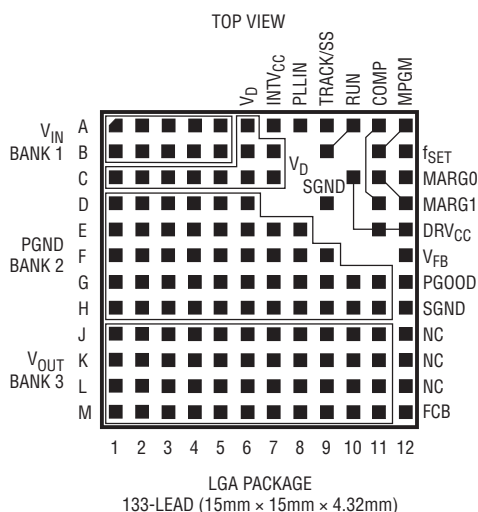 TOP VIEW
VD INTVCC PLLIN TRACK/SS RUN COMP MPGM
VIN
BANK 1
A
B fSET
VD
C SGND MARG0
D MARG1
PGND
BANK 2
E DRVCC
F VFB
G PGOOD
H SGND
VOUT
BANK 3
J NC
K NC
L NC
M FCB
1 2 3 4 5 6 7 8 9 10 11 12
LGA PACKAGE
133-LEAD (15mm × 15mm × 4.32mm)